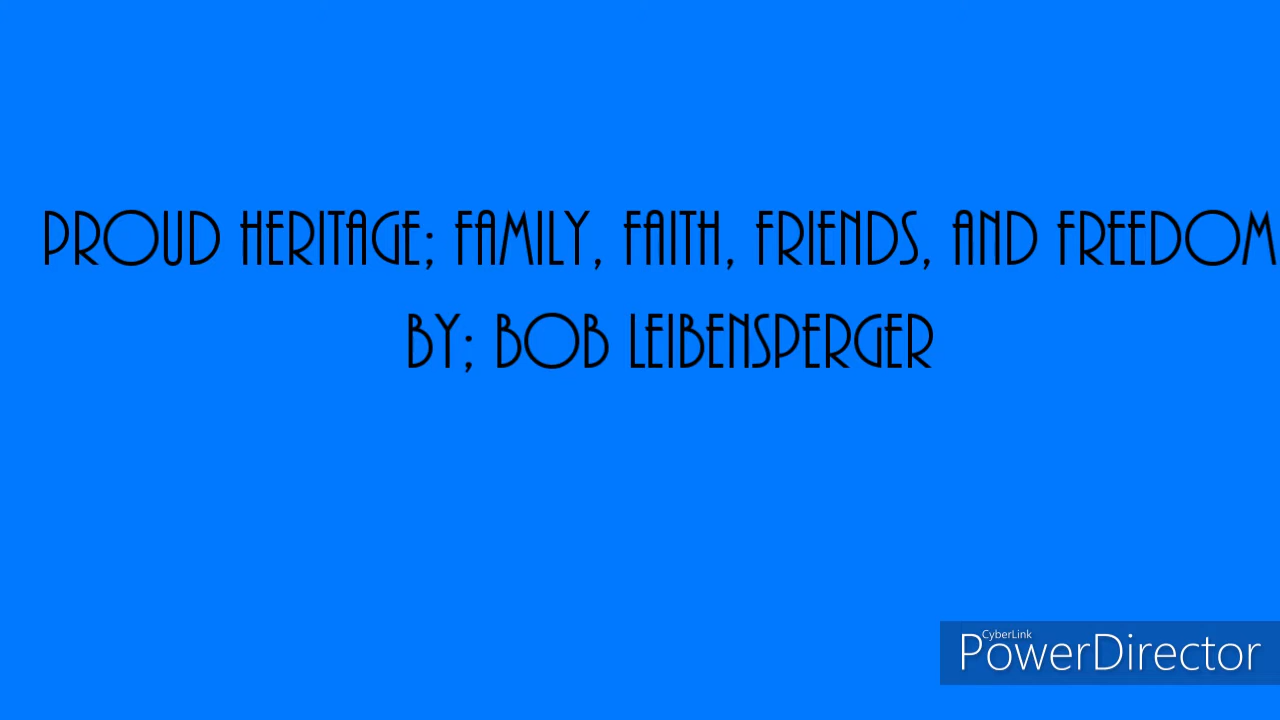 PROUD HERITAGE; FAMILY, FAITH, FRIENDS, AND FREEDOM
BY; BOB LEIBENSPERGER
CyberLink
PowerDirector